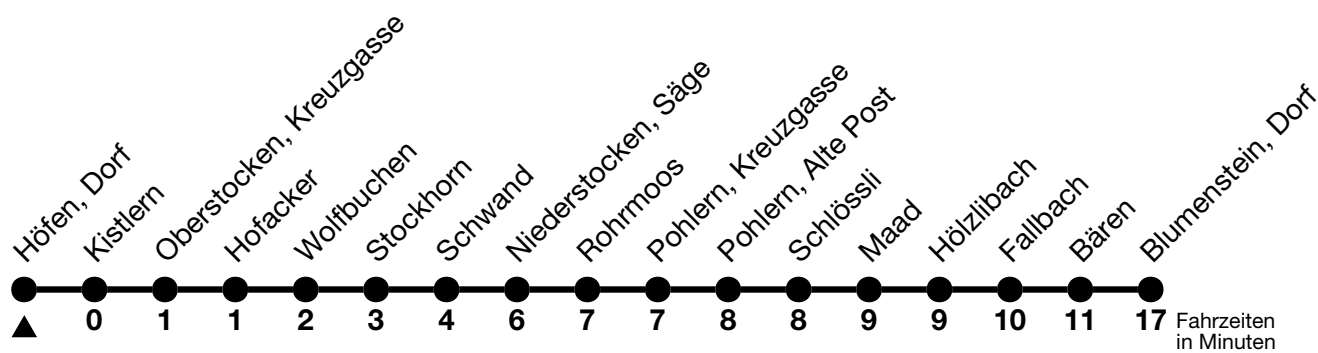 Höfen, Dorf
Kistlern
Oberstocken, Kreuzgasse
Hofacker
Wolfbuchen
Stockhorn
Schwand
Niederstocken, Säge
Rohrmoos
Pohlern, Kreuzgasse
Pohlern, Alte Post
Schlössli
Maad
Hölzlibach
Fallbach
Bären
Blumenstein, Dorf
0 1 1 2 3 4 6 7 7 8 8 9 9 10 11 17
Fahrzeiten
in Minuten